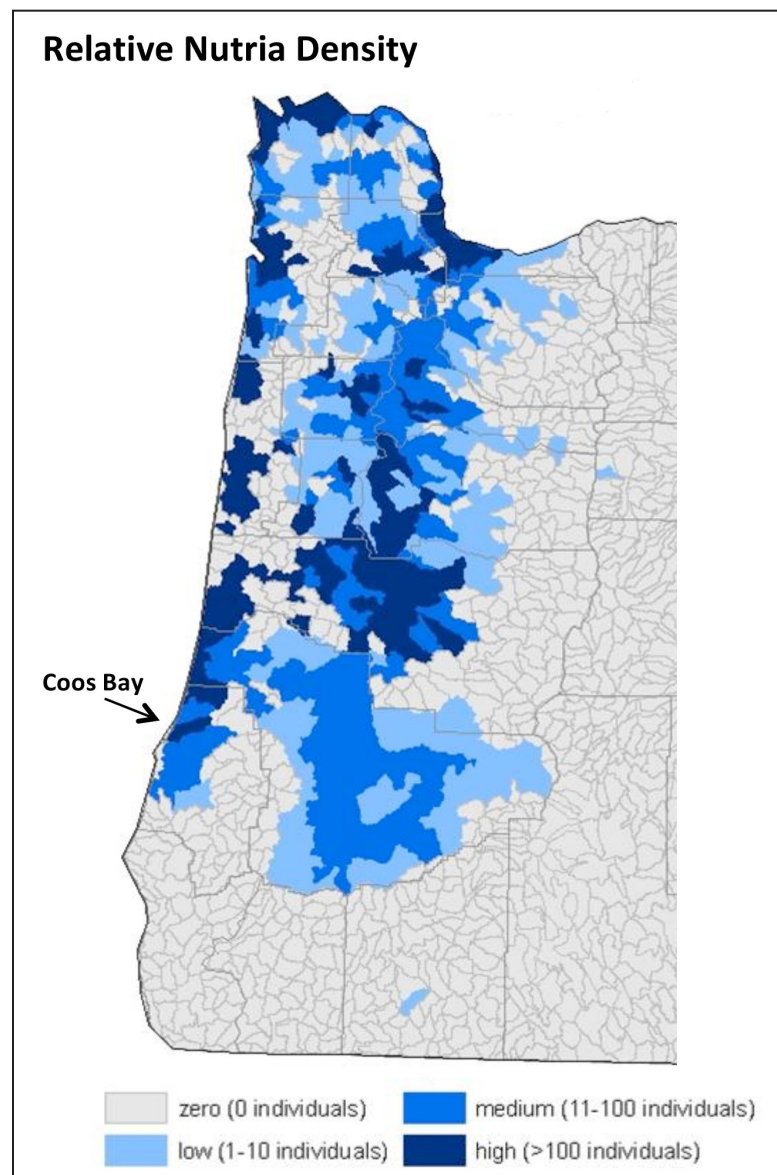 Relative Nutria Density
Coos Bay
zero (0 individuals)
medium (11-100 individuals)
low (1-10 individuals)
high (>100 individuals)